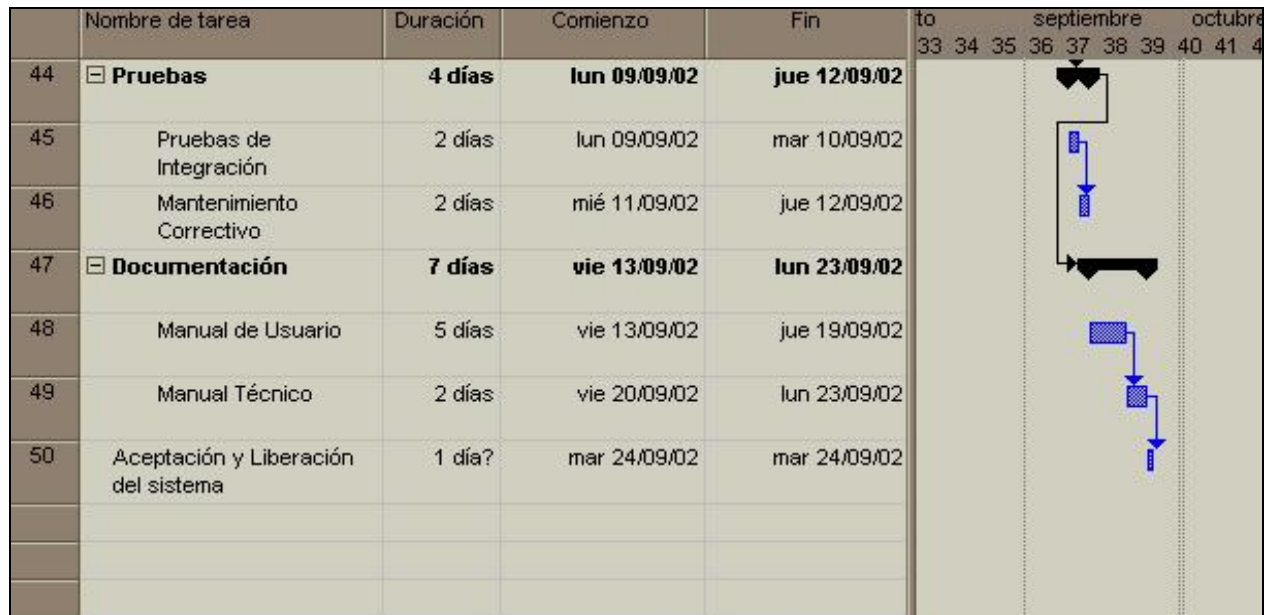 Nombre de tarea Duración Comienzo Fin to septiembre octubre
33 34 35 36 37 38 39 40 41 4
44 Pruebas 4 días lun 09/09/02 jue 12/09/02
45 Pruebas de 2 días lun 09/09/02 mar 10/09/02
Integración
46 Mantenimiento 2 días mié 11/09/02 jue 12/09/02
Correctivo
47 Documentación 7 días vie 13/09/02 lun 23/09/02
48 Manual de Usuario 5 días vie 13/09/02 jue 19/09/02
49 Manual Técnico 2 días vie 20/09/02 lun 23/09/02
50 Aceptación y Liberación 1 día? mar 24/09/02 mar 24/09/02
del sistema